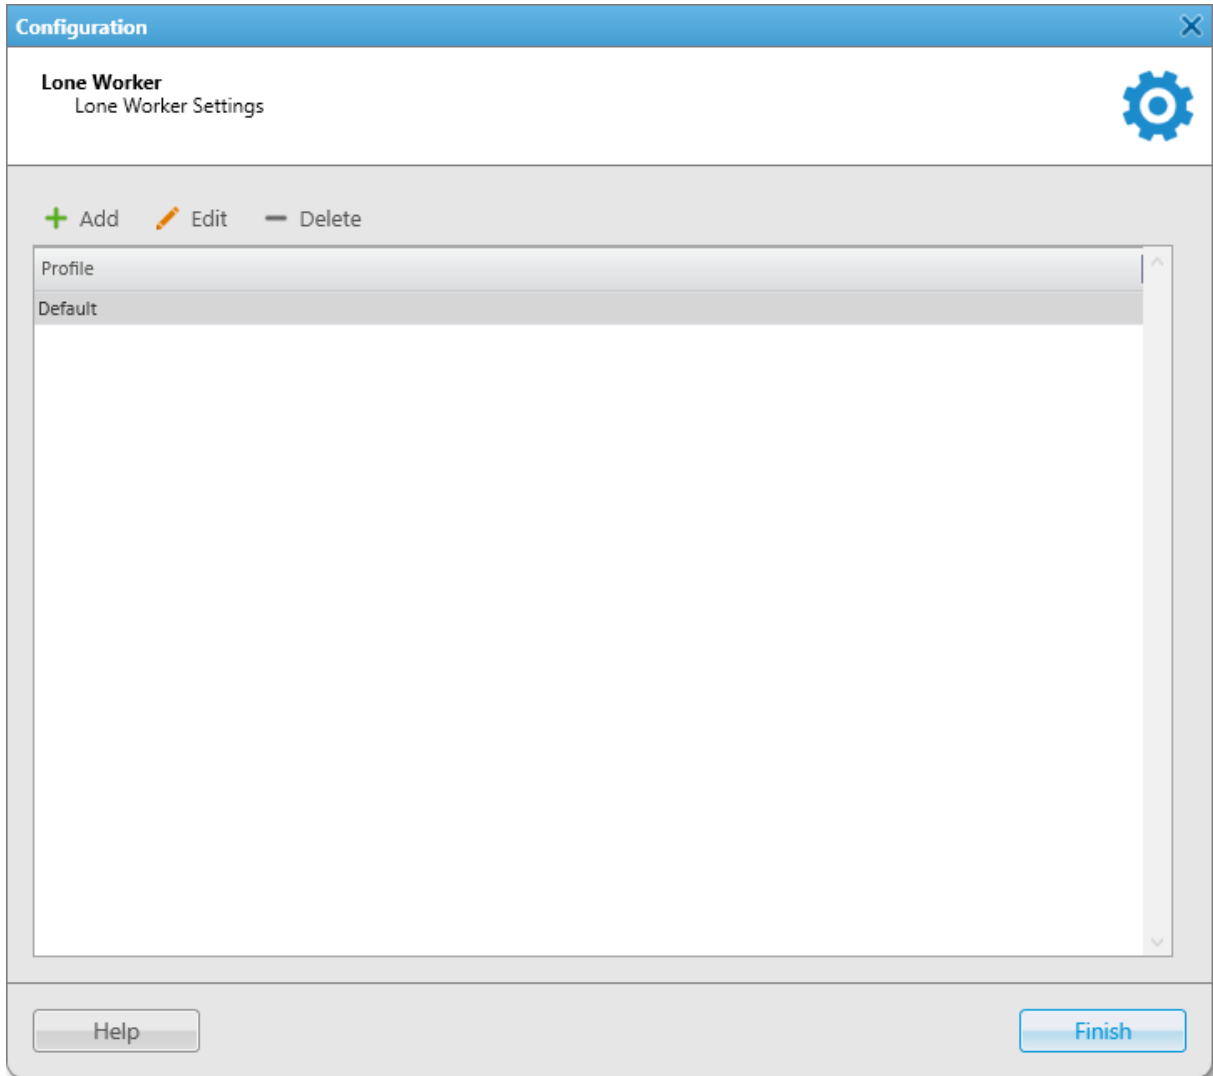 Configuration
Lone Worker
Lone Worker Settings
Add Edit Delete
Profile
Default
Help Finish